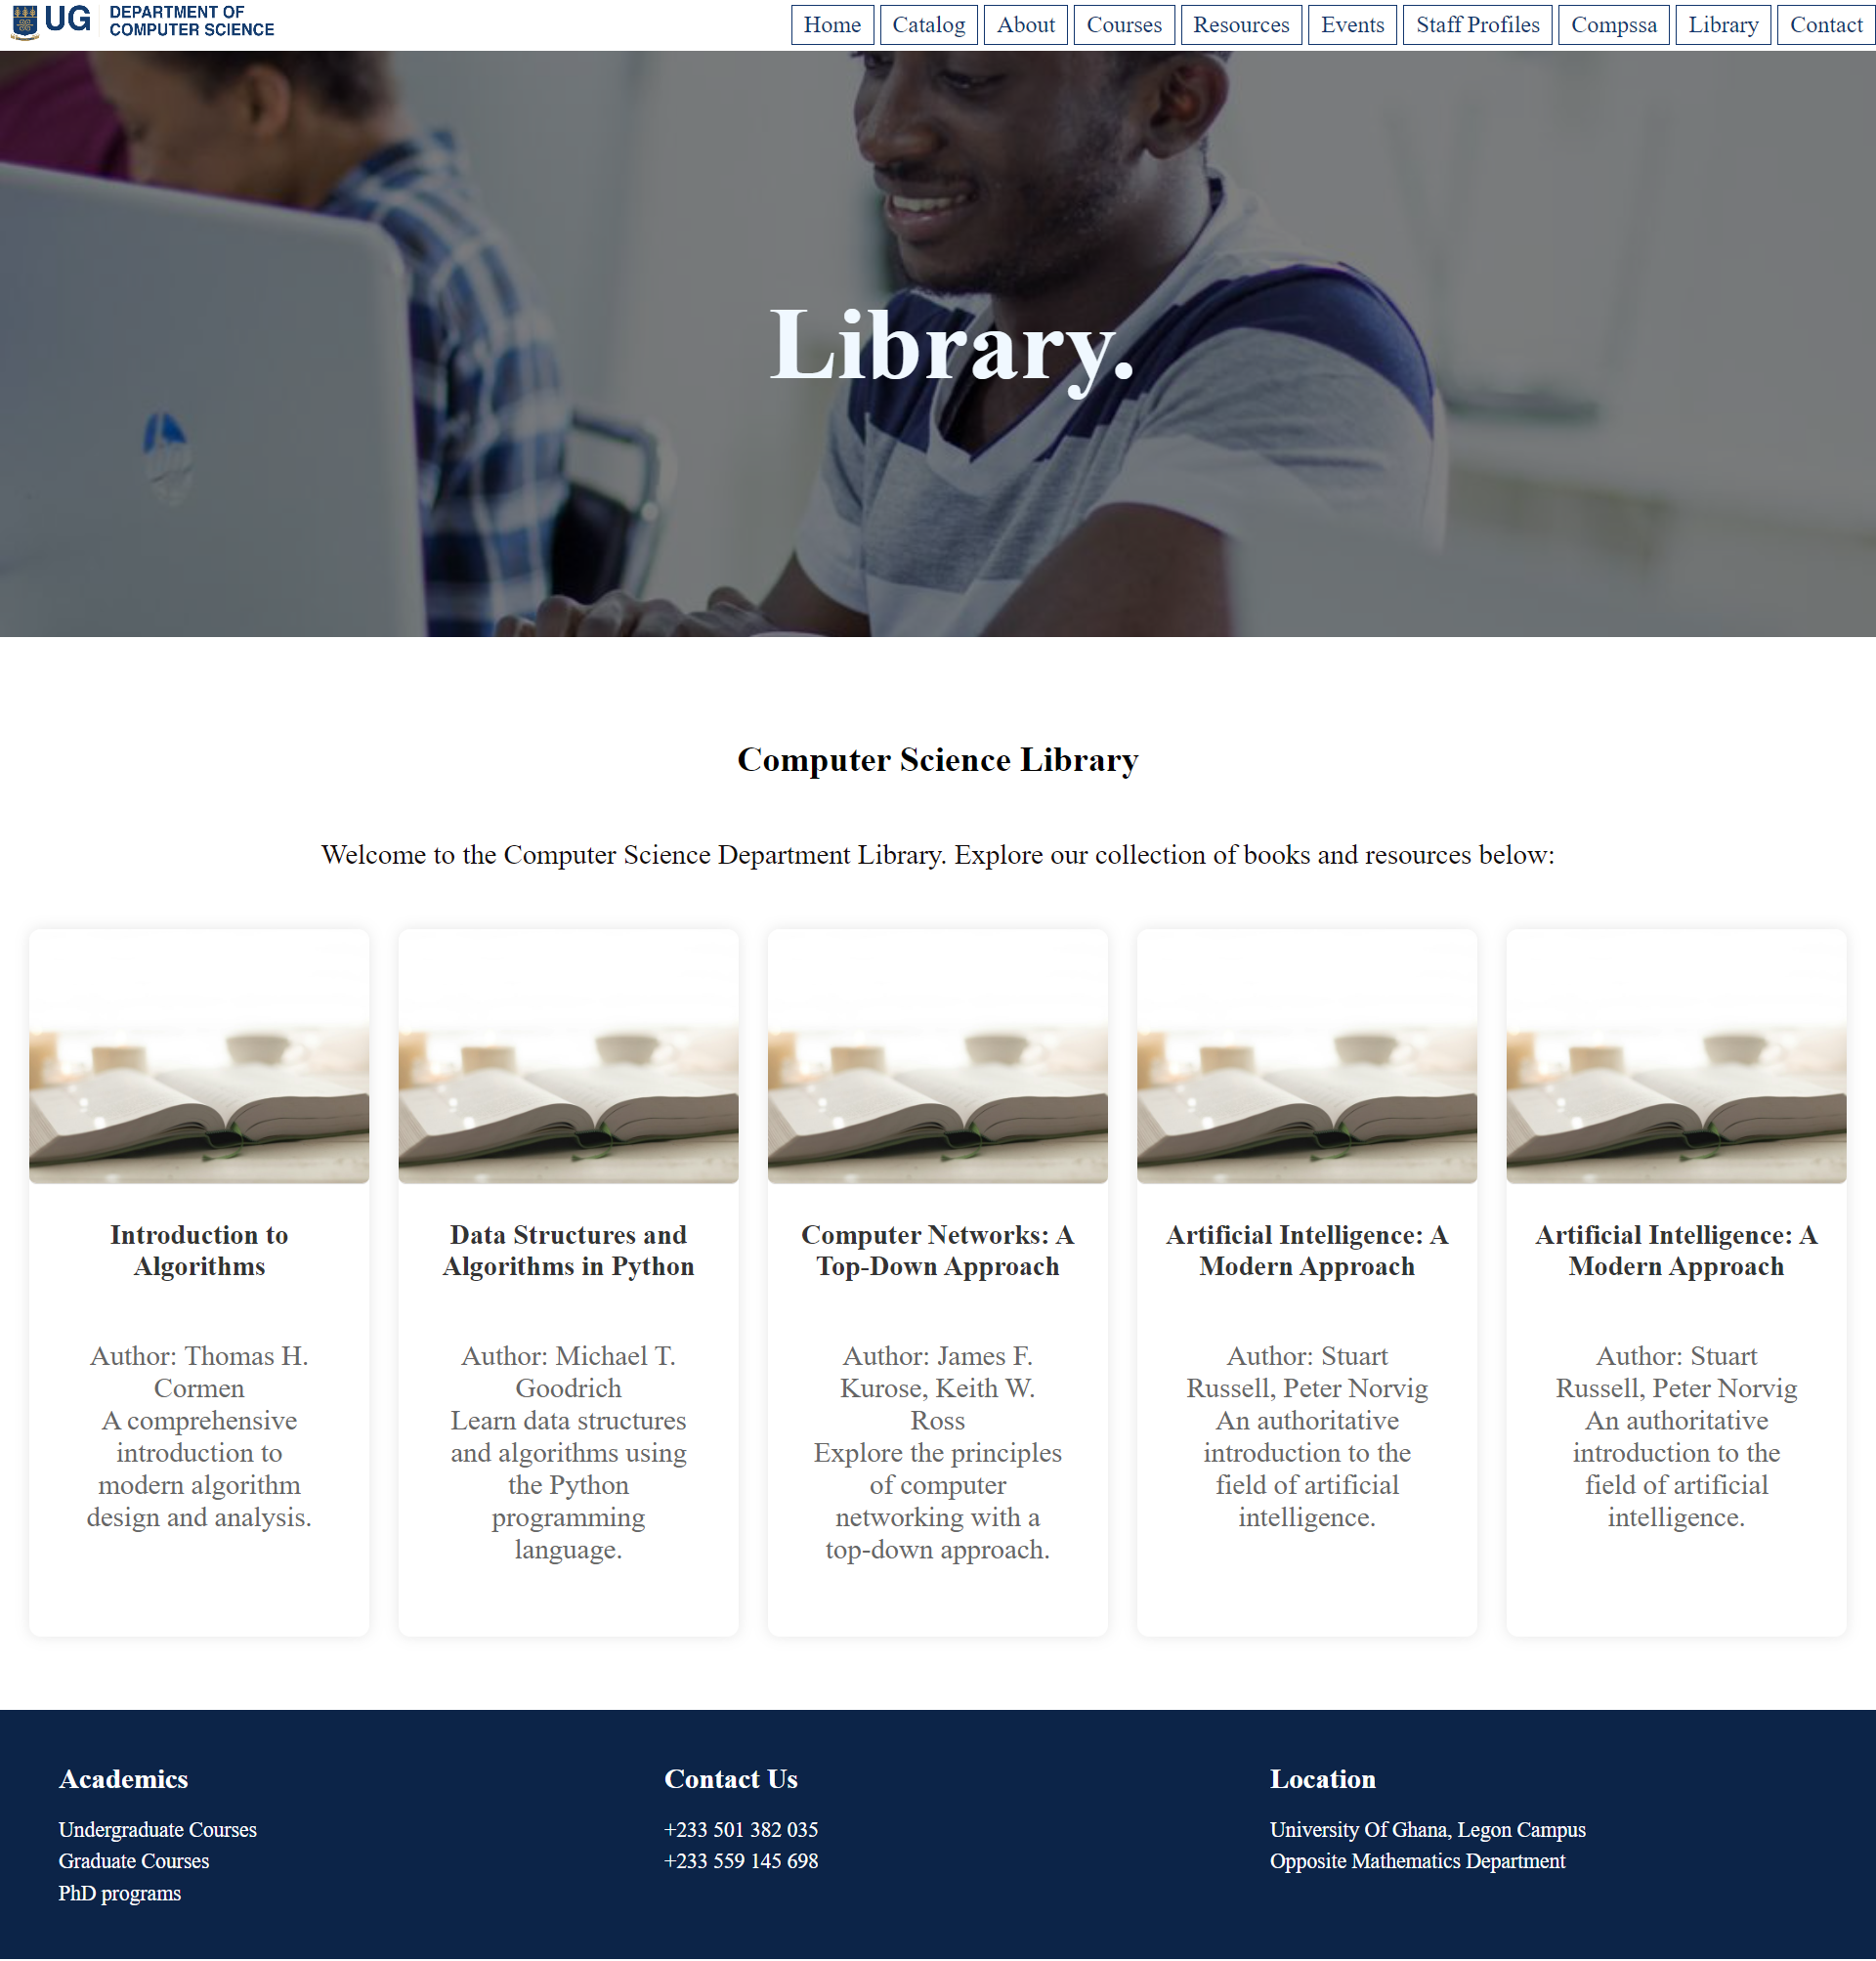 UG DEPARTMENT OF
COMPUTER SCIENCE
Home Catalog About Courses Resources Events Staff Profiles Compssa Library Contact
Library.
Computer Science Library
Welcome to the Computer Science Department Library. Explore our collection of books and resources below:
Introduction to
Algorithms
Author: Thomas H.
Cormen
A comprehensive
introduction to
modern algorithm
design and analysis.
Data Structures and
Algorithms in Python
Author: Michael T.
Goodrich
Learn data structures
and algorithms using
the Python
programming
language.
Computer Networks: A
Top-Down Approach
Author: James F.
Kurose, Keith W.
Ross
Explore the principles
of computer
networking with a
top-down approach.
Artificial Intelligence: A
Modern Approach
Author: Stuart
Russell, Peter Norvig
An authoritative
introduction to the
field of artificial
intelligence.
Artificial Intelligence: A
Modern Approach
Author: Stuart
Russell, Peter Norvig
An authoritative
introduction to the
field of artificial
intelligence.
Academics
Undergraduate Courses
Graduate Courses
PhD programs
Contact Us
+233 501 382 035
+233 559 145 698
Location
University Of Ghana, Legon Campus
Opposite Mathematics Department